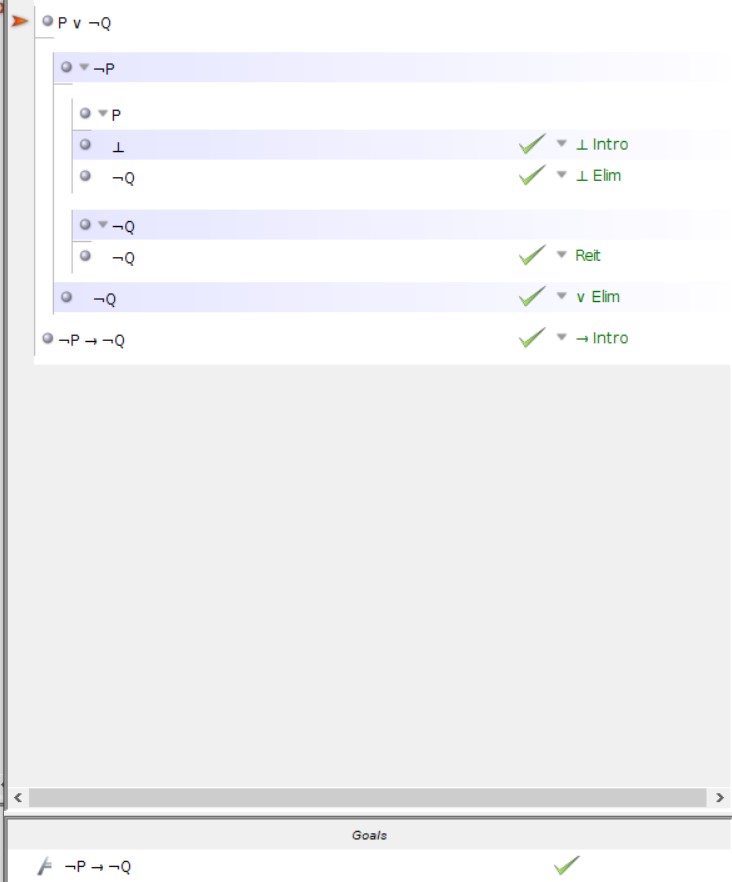 P ∨ ¬Q
¬P
P
⊥ ⊥ Intro
¬Q ⊥ Elim
¬Q
¬Q Reit
¬Q ∨ Elim
¬P → ¬Q → Intro
Goals
¬P → ¬Q